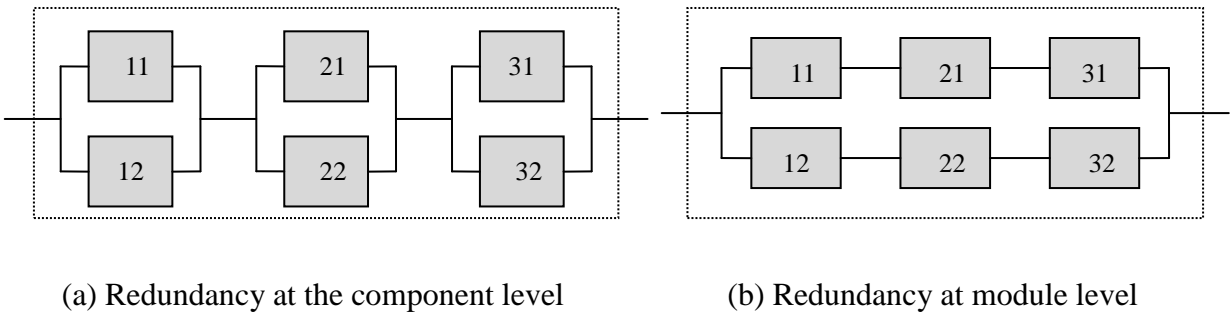 11 21 31
12 22 32
11 21 31
12 22 32
(a) Redundancy at the component level
(b) Redundancy at module level